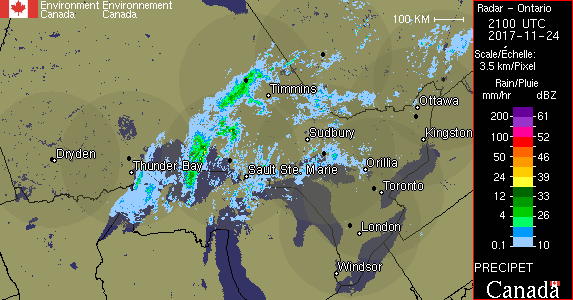 Environment Environnement
Canada Canada
100 KM
Timmins
Ottawa
Sudbury
Kingston
Dryden
Thunder Bay
Sault Ste. Marie
Orillia
Toronto
London
Windsor
Radar - Ontario
2100 UTC
2017-11-24
Scale/Échelle:
3.5 km/Pixel
Rain/Pluie
mm/hr dBZ
200 61
100 52
50 46
24 39
12 33
4 26
0.1 10
PRECIPET
Canada